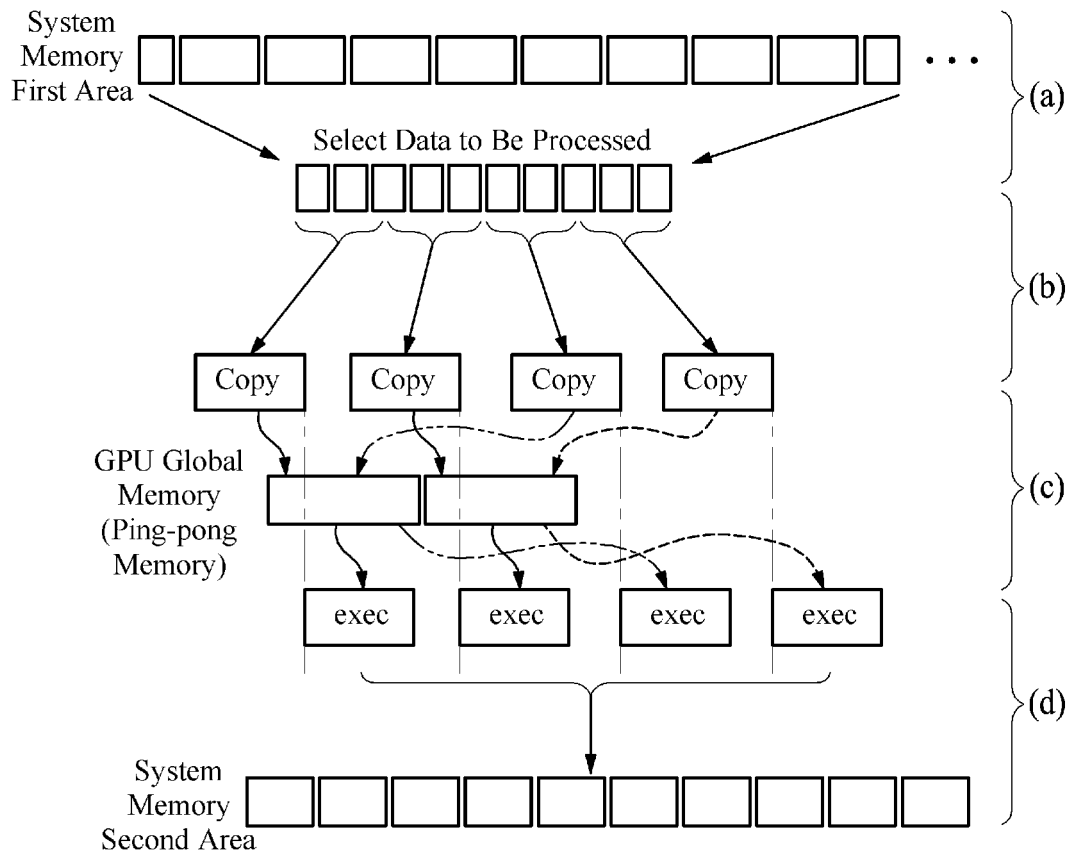 System
Memory
First Area
• • •
(a)
Select Data to Be Processed
(b)
Copy Copy Copy Copy
GPU Global
Memory
(Ping-pong
Memory)
(c)
exec exec exec exec
(d)
System
Memory
Second Area